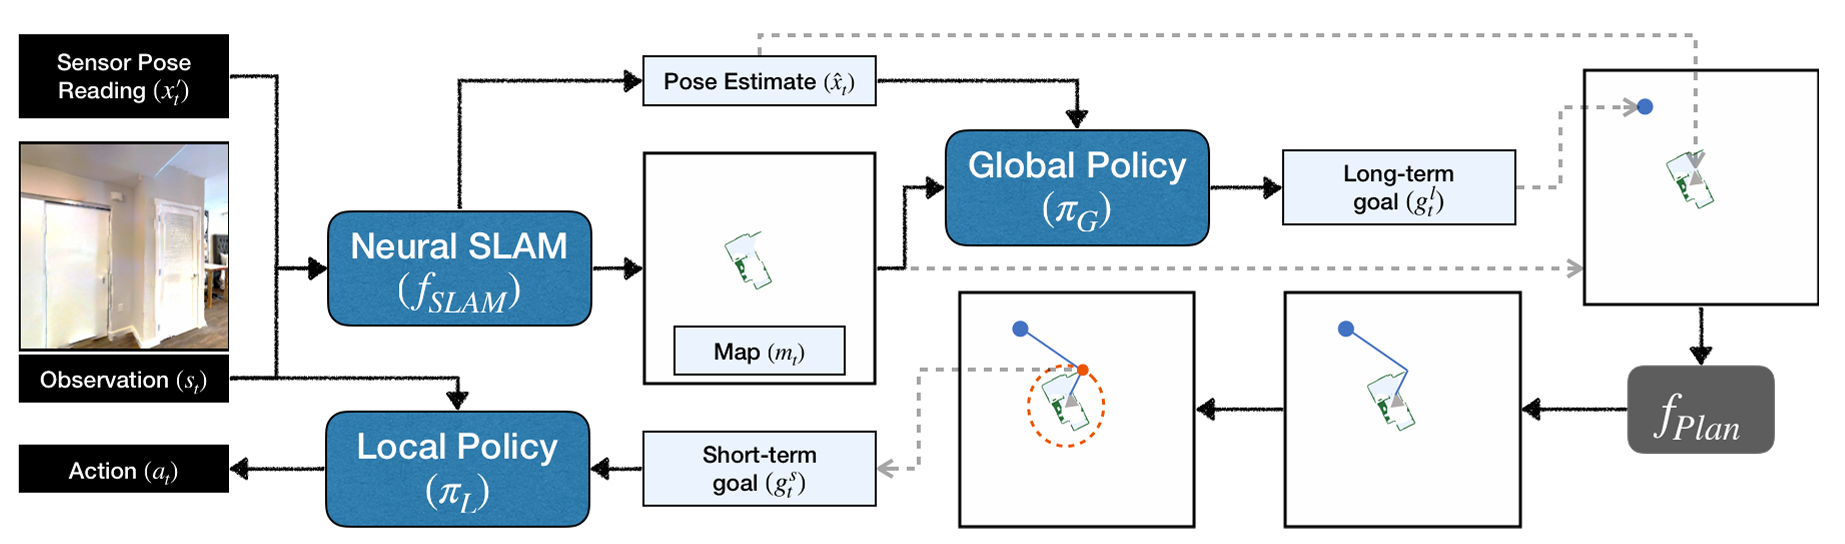 Sensor Pose
Reading (x′ₜ)
Pose Estimate (x̂ₜ)
Global Policy
(π_G)
Long-term
goal (gₜˡ)
Neural SLAM
(f_SLAM)
Map (mₜ)
Observation (sₜ)
f_Plan
Local Policy
(π_L)
Short-term
goal (gₜˢ)
Action (aₜ)